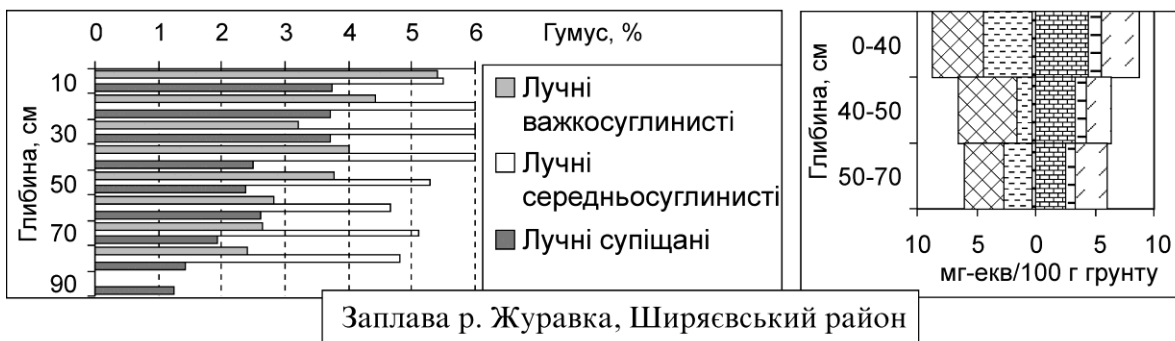 0 1 2 3 4 5 6 Гумус, %
Глибина, см
10
30
50
70
90
Лучні
важкосуглинисті
Лучні
середньосуглинисті
Лучні супіщані
Глибина, см
0-40
40-50
50-70
10 5 0 5 10
мг-екв/100 г грунту
Заплава р. Журавка, Ширяєвський район